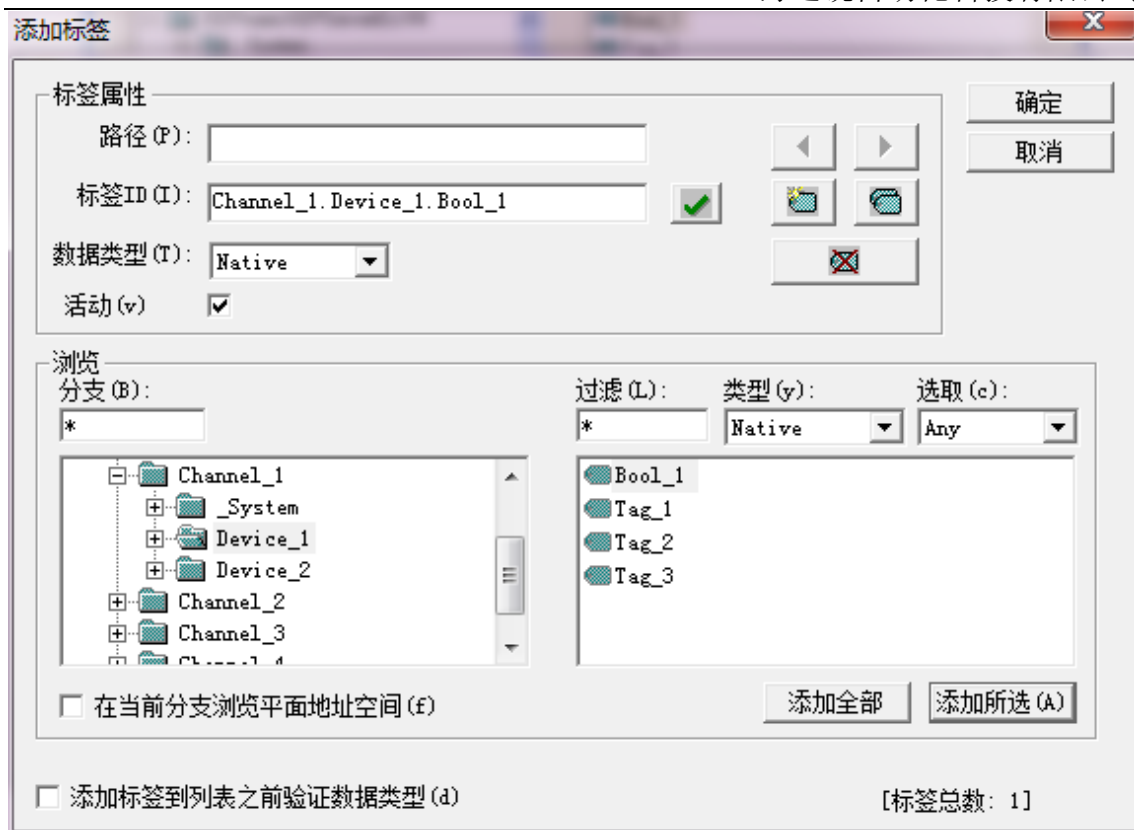 添加标签
标签属性
确定
路径(P):
取消
标签ID(I): Channel_1.Device_1.Bool_1
数据类型(T): Native
活动(v)
浏览
分支(B): 过滤(L): 类型(y): 选取(c):
* * Native Any
Channel_1 Bool_1
_System Tag_1
Device_1 Tag_2
Device_2 Tag_3
Channel_2
Channel_3
在当前分支浏览平面地址空间(f) 添加全部 添加所选(A)
添加标签到列表之前验证数据类型(d) [标签总数: 1]